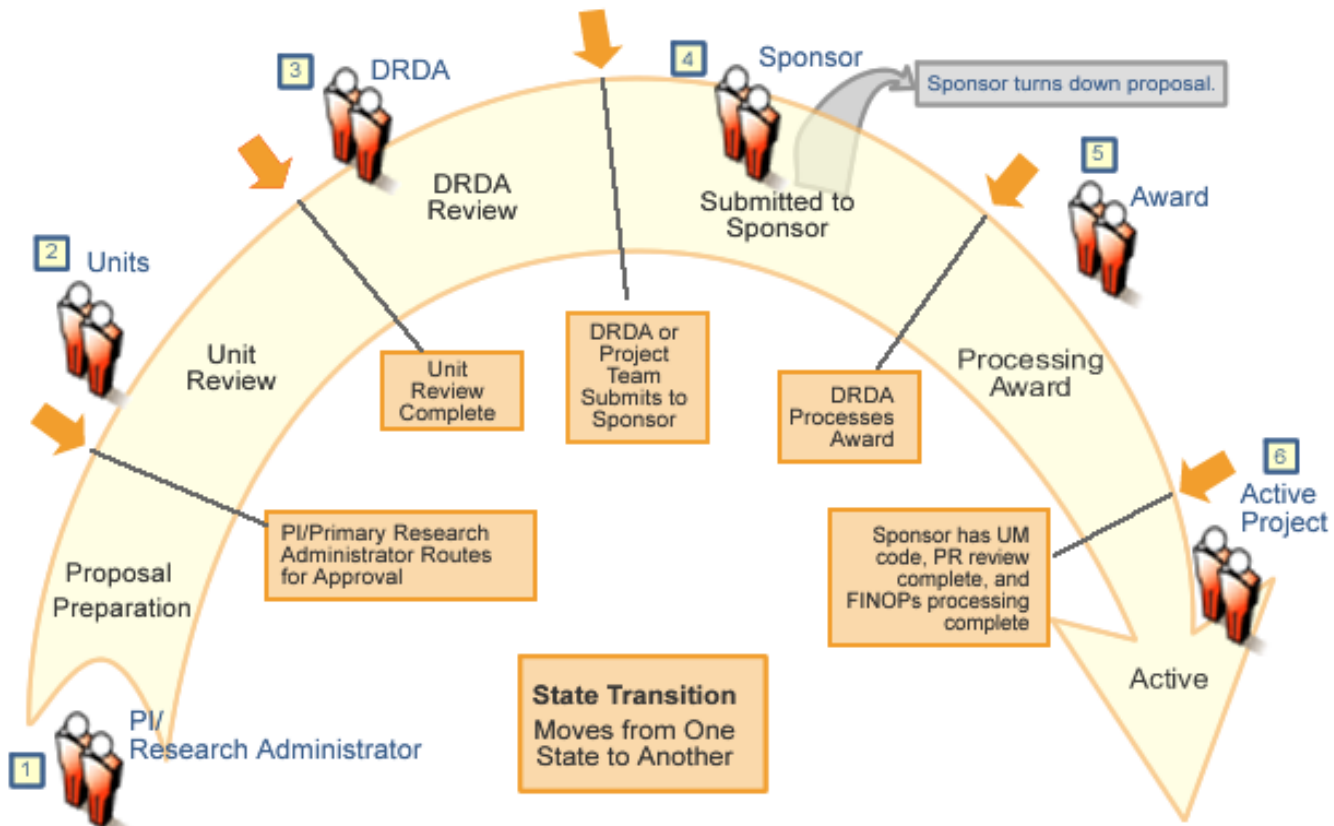 1
PI/
Research Administrator
Proposal
Preparation
PI/Primary Research
Administrator Routes
for Approval
2
Units
Unit
Review
Unit
Review
Complete
3
DRDA
DRDA
Review
DRDA or
Project
Team
Submits to
Sponsor
4
Sponsor
Sponsor turns down proposal.
Submitted to
Sponsor
DRDA
Processes
Award
5
Award
Processing
Award
Sponsor has UM
code, PR review
complete, and
FINOPs processing
complete
6
Active
Project
Active
State Transition
Moves from One
State to Another